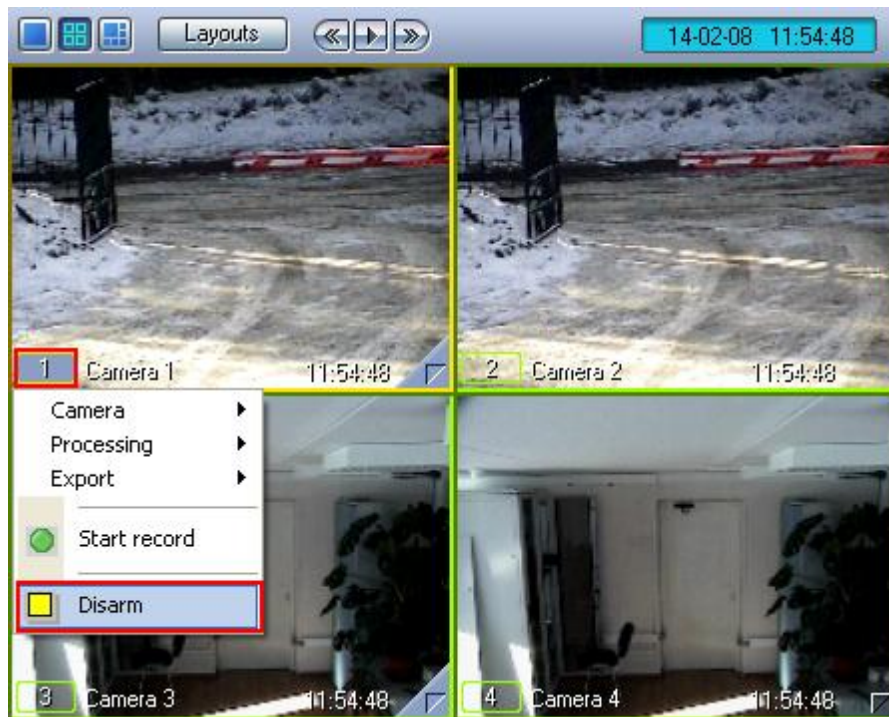 Layouts
14-02-08 11:54:48
1 Camera 1 11:54:48
2 Camera 2 11:54:48
Camera
Processing
Export
Start record
Disarm
3 Camera 3 11:54:48
4 Camera 4 11:54:48